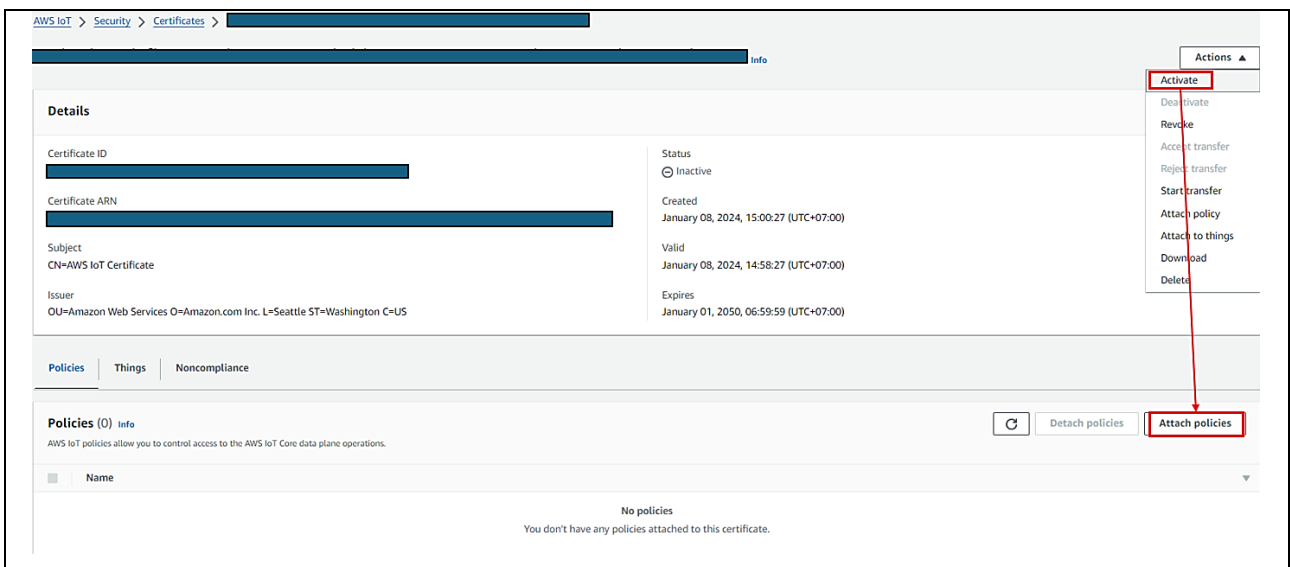 AWS IoT > Security > Certificates >
Info
Actions ▲
Activate
Deactivate
Revoke
Accept transfer
Reject transfer
Start transfer
Attach policy
Attach to things
Download
Delete
Details
Certificate ID
Certificate ARN
Subject
CN=AWS IoT Certificate
Issuer
OU=Amazon Web Services O=Amazon.com Inc. L=Seattle ST=Washington C=US
Status
Inactive
Created
January 08, 2024, 15:00:27 (UTC+07:00)
Valid
January 08, 2024, 14:58:27 (UTC+07:00)
Expires
January 01, 2050, 06:59:59 (UTC+07:00)
Policies
Things
Noncompliance
Policies (0) Info
AWS IoT policies allow you to control access to the AWS IoT Core data plane operations.
Detach policies
Attach policies
Name
No policies
You don't have any policies attached to this certificate.